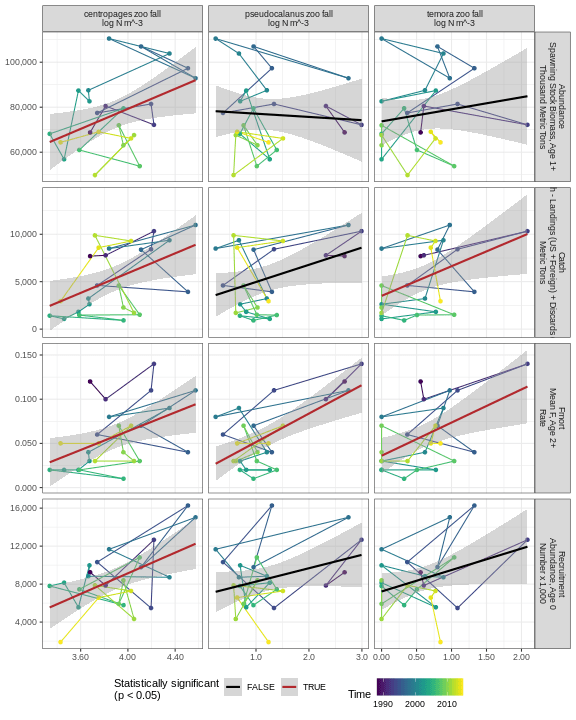 centropages zoo fall
log N m^-3
pseudocalanus zoo fall
log N m^-3
temora zoo fall
log N m^-3
100,000
80,000
60,000
Abundance
Spawning Stock Biomass, Age 1+
Thousand Metric Tons
10,000
5,000
0
Catch
h - Landings (US +Foreign) + Discards
Metric Tons
0.150
0.100
0.050
0.000
Fmort
Mean F, Age 2+
Rate
16,000
12,000
8,000
4,000
Recruitment
Abundance, Age 0
Number x 1,000
3.60 4.00 4.40
1.0 2.0 3.0
0.00 0.50 1.00 1.50 2.00
Statistically significant
(p < 0.05)
FALSE
TRUE
Time
1990 2000 2010